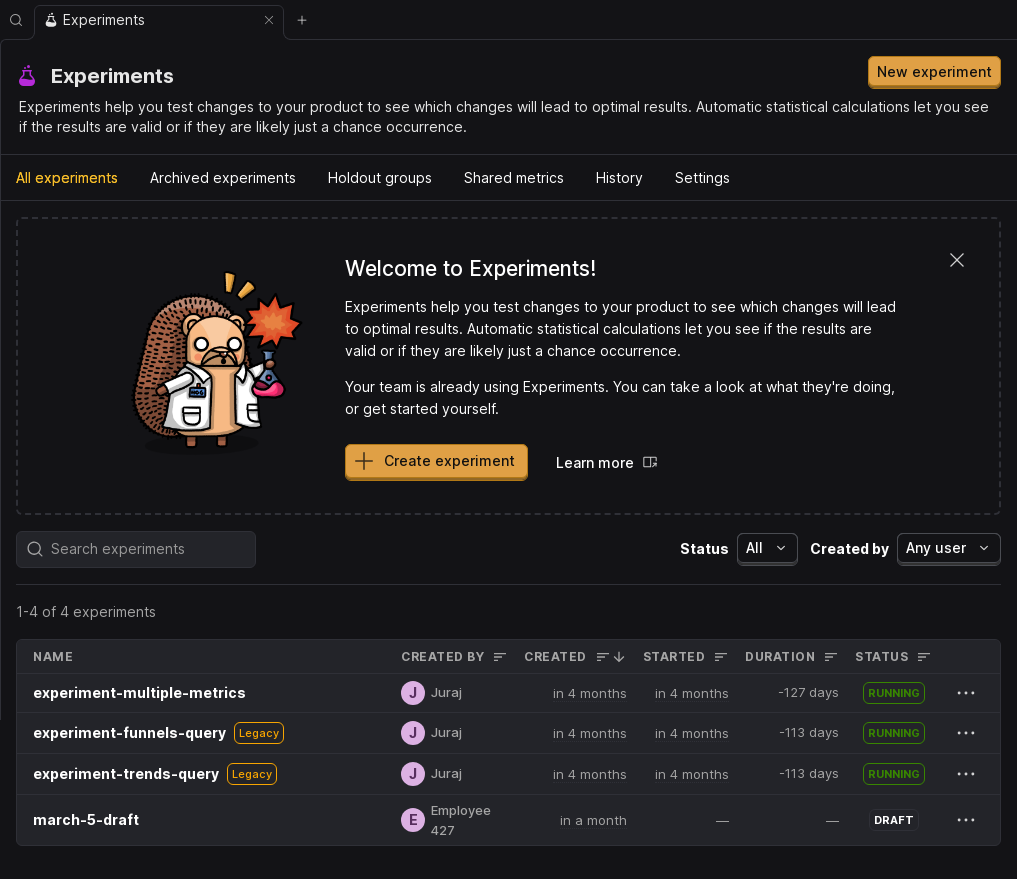 Experiments
Experiments
New experiment
Experiments help you test changes to your product to see which changes will lead to optimal results. Automatic statistical calculations let you see
if the results are valid or if they are likely just a chance occurrence.
All experiments Archived experiments Holdout groups Shared metrics History Settings
Welcome to Experiments!
Experiments help you test changes to your product to see which changes will lead
to optimal results. Automatic statistical calculations let you see if the results are
valid or if they are likely just a chance occurrence.
Your team is already using Experiments. You can take a look at what they're doing,
or get started yourself.
Create experiment Learn more
Search experiments Status All Created by Any user
1-4 of 4 experiments
NAME CREATED BY CREATED STARTED DURATION STATUS
experiment-multiple-metrics J Juraj in 4 months in 4 months -127 days RUNNING
experiment-funnels-query Legacy J Juraj in 4 months in 4 months -113 days RUNNING
experiment-trends-query Legacy J Juraj in 4 months in 4 months -113 days RUNNING
march-5-draft E Employee 427 in a month — — DRAFT